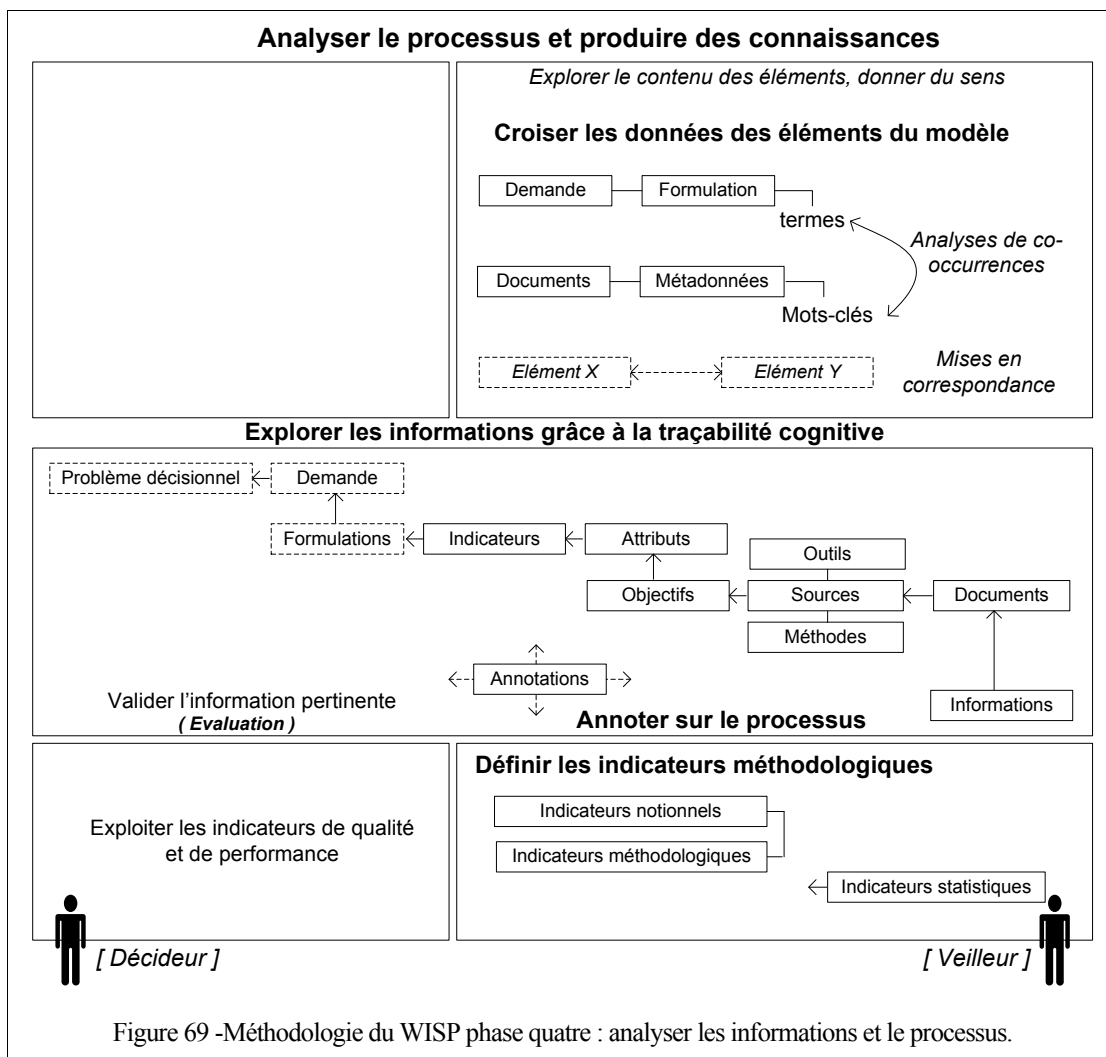 Analyser le processus et produire des connaissances
Explorer le contenu des éléments, donner du sens
Croiser les données des éléments du modèle
Demande
Formulation
termes
Analyses de co-
occurrences
Documents
Métadonnées
Mots-clés
Elément X
Elément Y
Mises en
correspondance
Explorer les informations grâce à la traçabilité cognitive
Problème décisionnel
Demande
Formulations
Indicateurs
Attributs
Outils
Objectifs
Sources
Documents
Méthodes
Annotations
Informations
Valider l'information pertinente
( Evaluation )
Annoter sur le processus
Définir les indicateurs méthodologiques
Indicateurs notionnels
Exploiter les indicateurs de qualité
et de performance
Indicateurs méthodologiques
Indicateurs statistiques
[ Décideur ]
[ Veilleur ]
Figure 69 -Méthodologie du WISP phase quatre : analyser les informations et le processus.